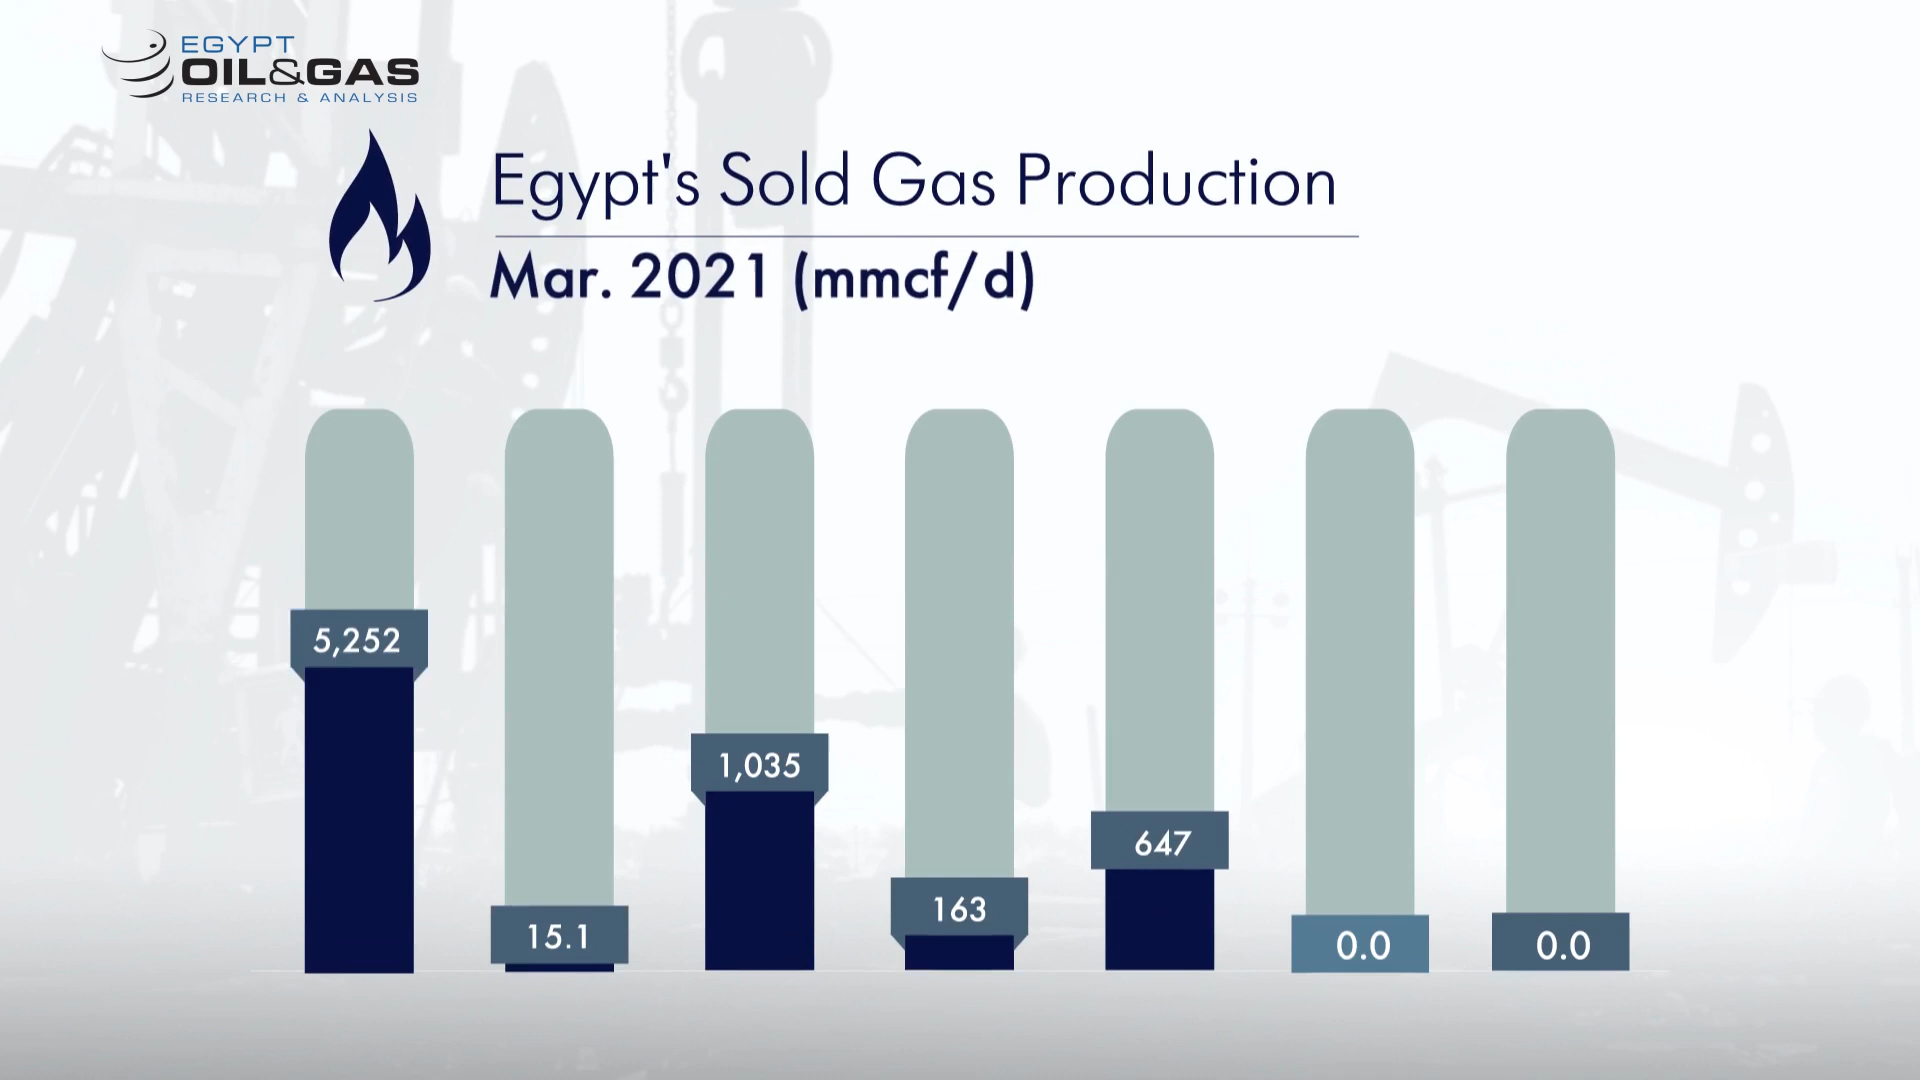 EGYPT
OIL&GAS
RESEARCH & ANALYSIS
Egypt's Sold Gas Production
Mar. 2021 (mmcf/d)
5,252
15.1
1,035
163
647
0.0
0.0